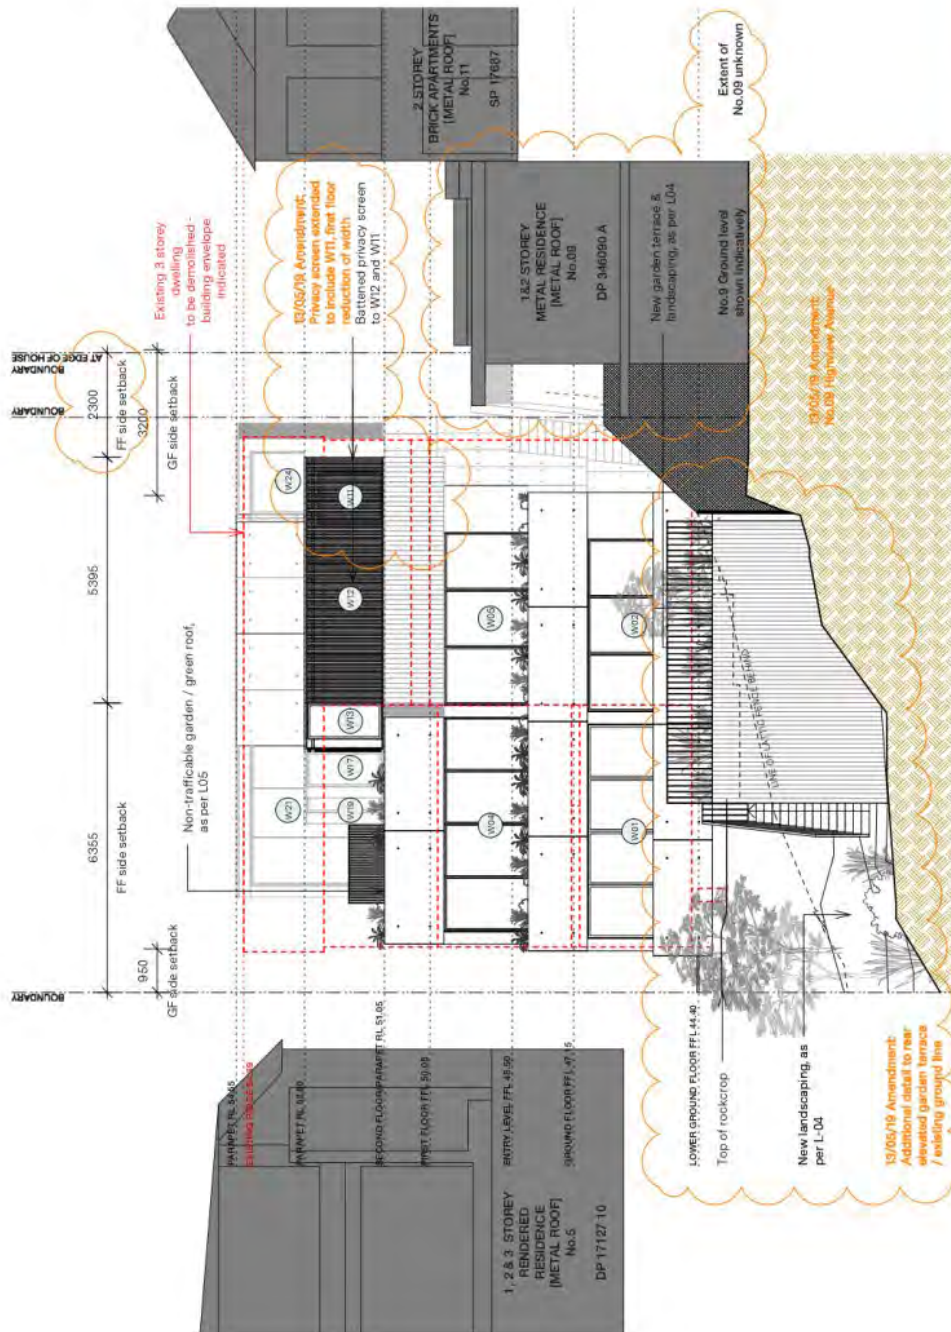 2 STOREY
BRICK APARTMENTS
[METAL ROOF]
No.11
SP 17687
Extent of
No.09 unknown
Existing 3 storey
dwelling
to be demolished-
building envelope
indicated
13/05/19 Amendment:
Privacy screen extended
to include W11, first floor
reduction of width
Battened privacy screen
to W12 and W11
1&2 STOREY
METAL RESIDENCE
[METAL ROOF]
No.09
DP 346090 A
New garden terrace &
landscaping, as per L04
No.9 Ground level
shown indicatively
13/05/19 Amendment:
No.09 Highview Avenue
BOUNDARY
AT EDGE OF HOUSE
BOUNDARY
2300
FF side setback
3200
GF side setback
5395
6355
FF side setback
950
GF side setback
BOUNDARY
Non-trafficable garden / green roof,
as per L05
W24
W11
W12
W13
W17
W19
W21
W05
W04
W02
W01
LINE OF LATTICE FENCE BEHIND
SECOND FLOOR/PARAPET RL 51.05
FIRST FLOOR FFL 50.05
GROUND FLOOR FFL 47.15
LOWER GROUND FLOOR FFL 44.40
Top of rockcrop
New landscaping, as
per L-04
13/05/19 Amendment:
Additional detail to rear
elevated garden terrace
/ existing ground line
1, 2 & 3 STOREY
RENDERED
RESIDENCE
[METAL ROOF]
No.5
DP 17127 10